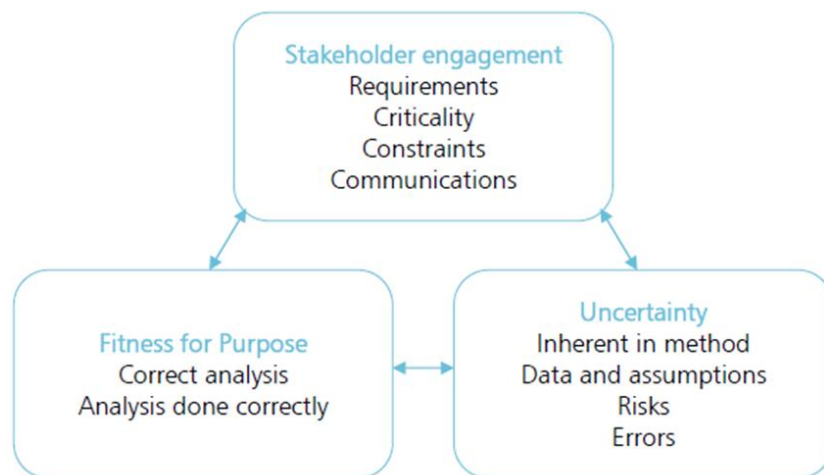 Stakeholder engagement
Requirements
Criticality
Constraints
Communications
Fitness for Purpose
Correct analysis
Analysis done correctly
Uncertainty
Inherent in method
Data and assumptions
Risks
Errors